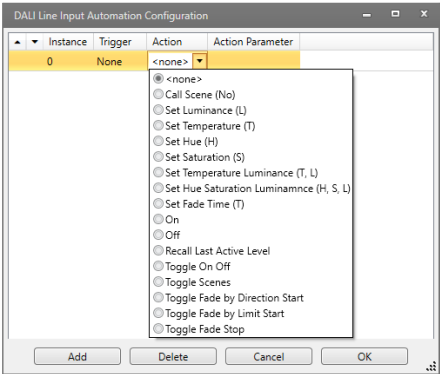 DALI Line Input Automation Configuration
Instance Trigger Action Action Parameter
0 None <none>
<none>
Call Scene (No)
Set Luminance (L)
Set Temperature (T)
Set Hue (H)
Set Saturation (S)
Set Temperature Luminance (T, L)
Set Hue Saturation Luminamnce (H, S, L)
Set Fade Time (T)
On
Off
Recall Last Active Level
Toggle On Off
Toggle Scenes
Toggle Fade by Direction Start
Toggle Fade by Limit Start
Toggle Fade Stop
Add Delete Cancel OK